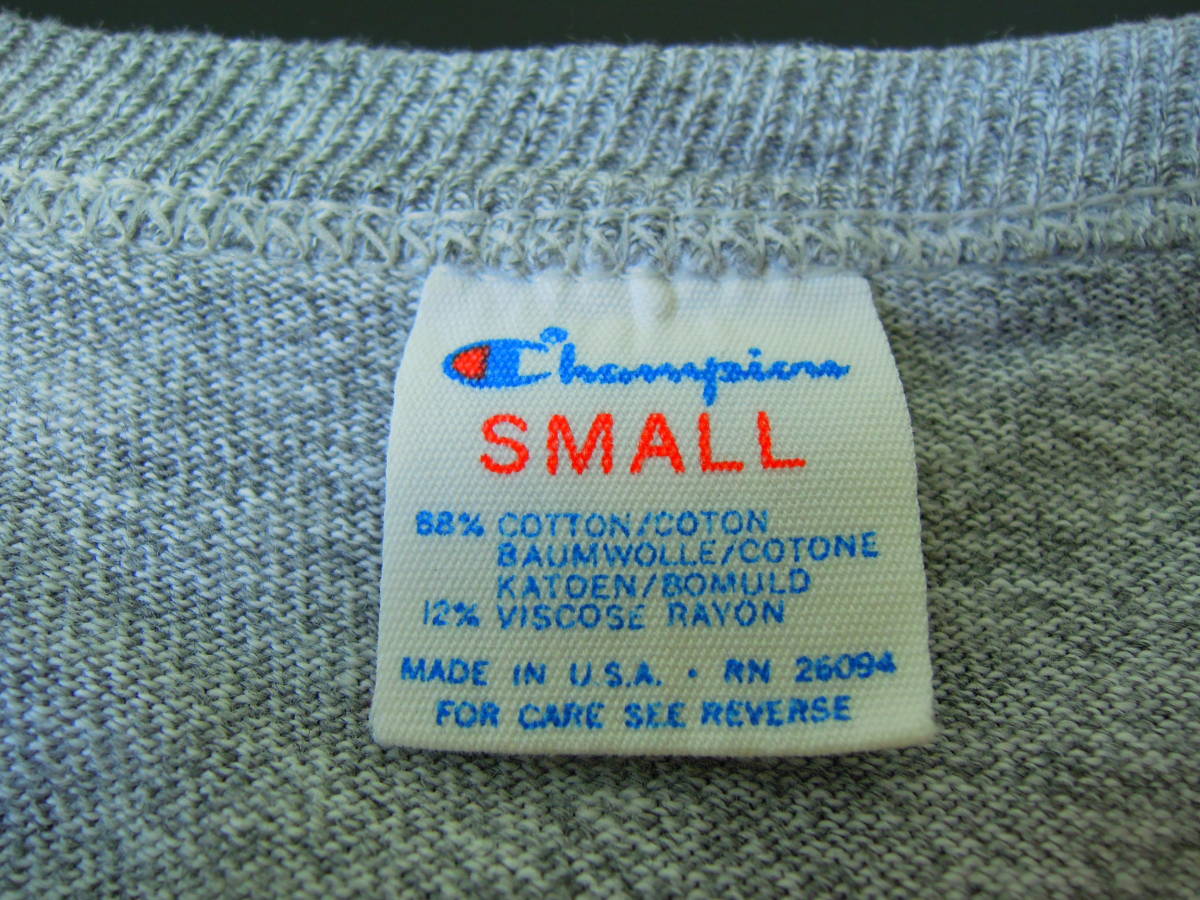 Champion
SMALL
88% COTTON/COTON
BAUMWOLLE/COTONE
KATOEN/BOMULD
12% VISCOSE RAYON
MADE IN U.S.A. · RN 26094
FOR CARE SEE REVERSE